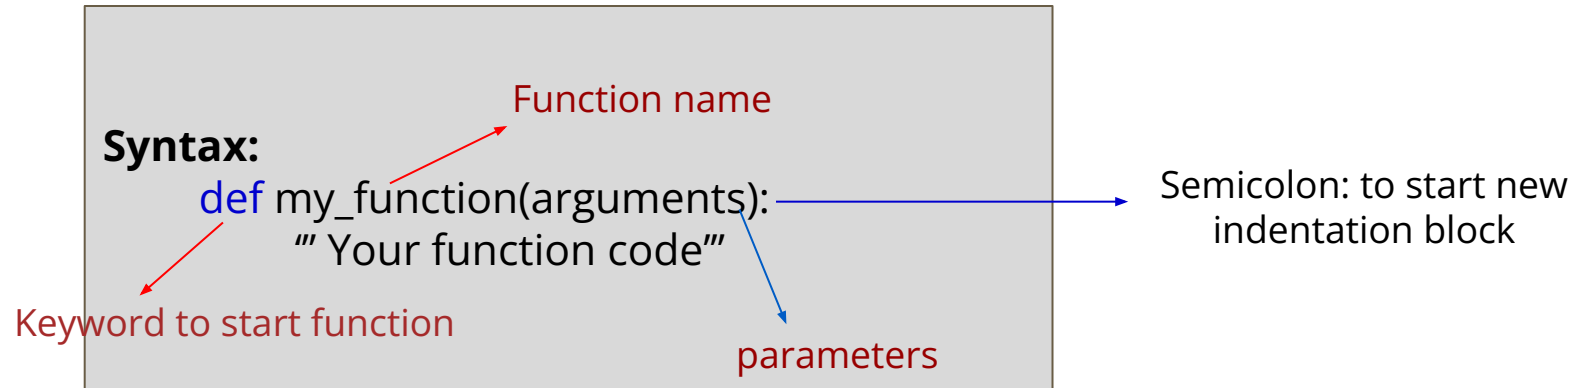 Function name
Syntax:
def my_function(arguments):
‘’’ Your function code’’’
Semicolon: to start new
indentation block
Keyword to start function
parameters